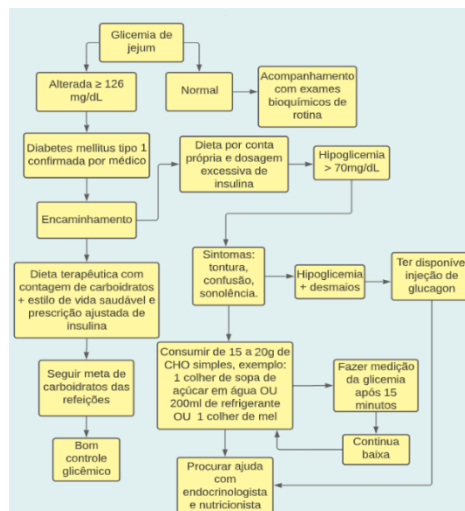 Glicemia de
jejum
Alterada ≥ 126
mg/dL
Normal
Acompanhamento
com exames
bioquímicos de
rotina
Diabetes mellitus tipo 1
confirmada por médico
Dieta por conta
própria e dosagem
excessiva de
insulina
Hipoglicemia
> 70mg/dL
Encaminhamento
Dieta terapêutica com
contagem de carboidratos
+ estilo de vida saudável e
prescrição ajustada de
insulina
Sintomas:
tontura,
confusão,
sonolência.
Hipoglicemia
+ desmaios
Ter disponível
injeção de
glucagon
Seguir meta de
carboidratos das
refeições
Consumir de 15 a 20g de
CHO simples, exemplo:
1 colher de sopa de
açúcar em água OU
200ml de refrigerante
OU 1 colher de mel
Fazer medição
da glicemia
após 15
minutos
Continua
baixa
Bom
controle
glicêmico
Procurar ajuda
com
endocrinologista
e nutricionista